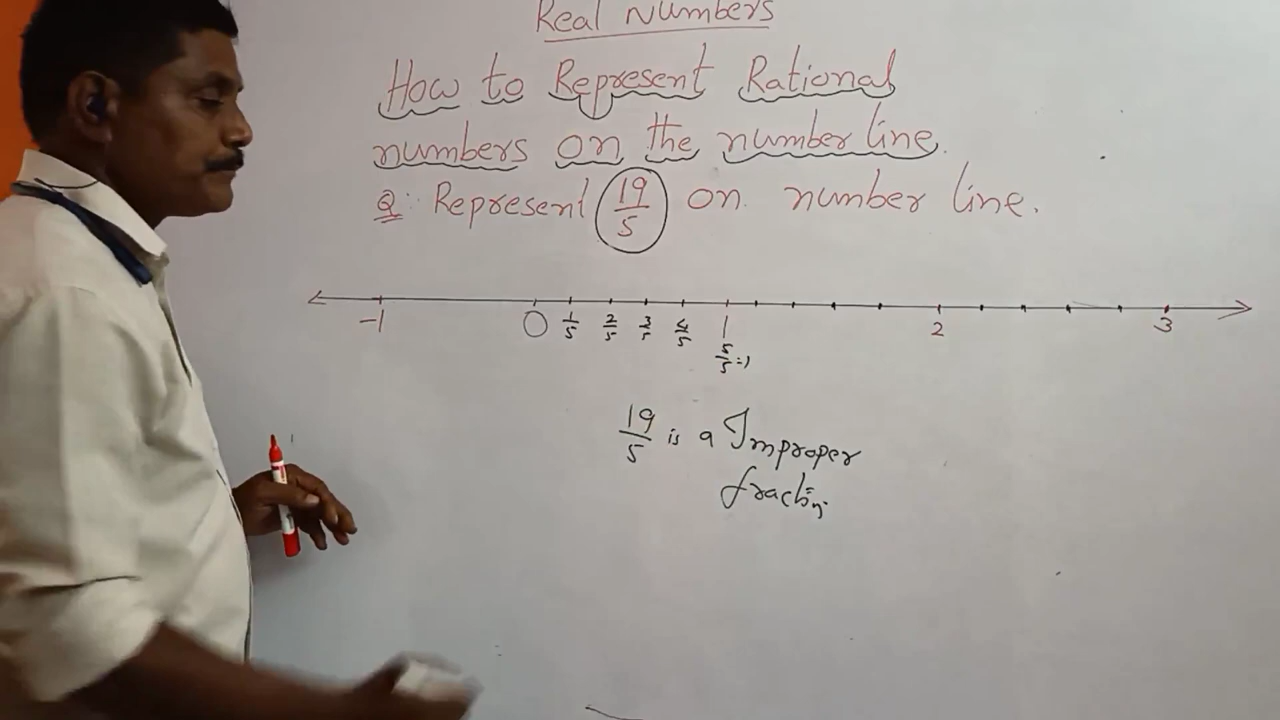 Real Numbers
How to Represent Rational
numbers on the number line.
Q: Represent 19/5 on number line.
-1 0 1/5 2/5 3/5 4/5 1 2 3
5/5=1
19/5 is a Improper
fraction